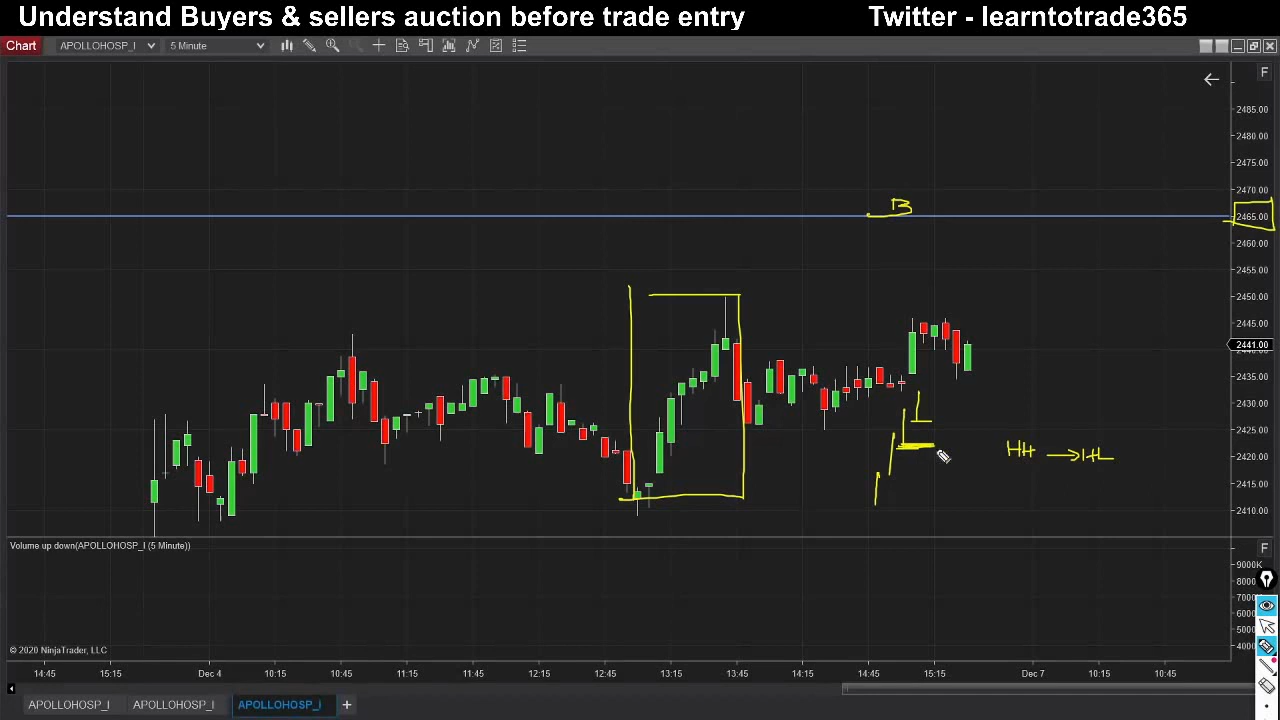 Understand Buyers & sellers auction before trade entry
Twitter - learntotrade365
Chart APOLLOHOSP_I 5 Minute
F
2485.00
2480.00
2475.00
2470.00
B
2465.00
2460.00
2455.00
2450.00
2445.00
2441.00
2435.00
2430.00
2425.00
HH → HL
2420.00
2415.00
2410.00
Volume up down(APOLLOHOSP_I (5 Minute))
F
9000K
8000
7000
6000
5000
4000
© 2020 NinjaTrader, LLC
14:45 15:15 Dec 4 10:15 10:45 11:15 11:45 12:15 12:45 13:15 13:45 14:15 14:45 15:15 Dec 7 10:15 10:45
APOLLOHOSP_I APOLLOHOSP_I APOLLOHOSP_I +